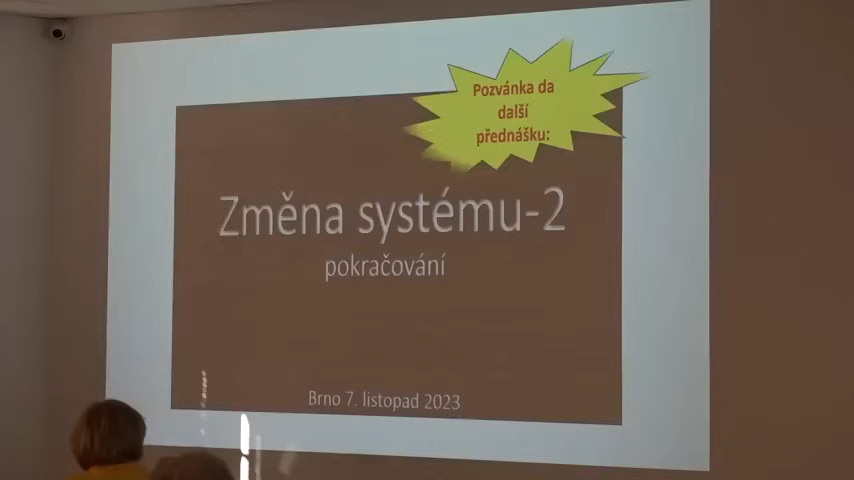 Pozvánka da
další
přednášku:
Změna systému-2
pokračování
Brno 7. listopad 2023